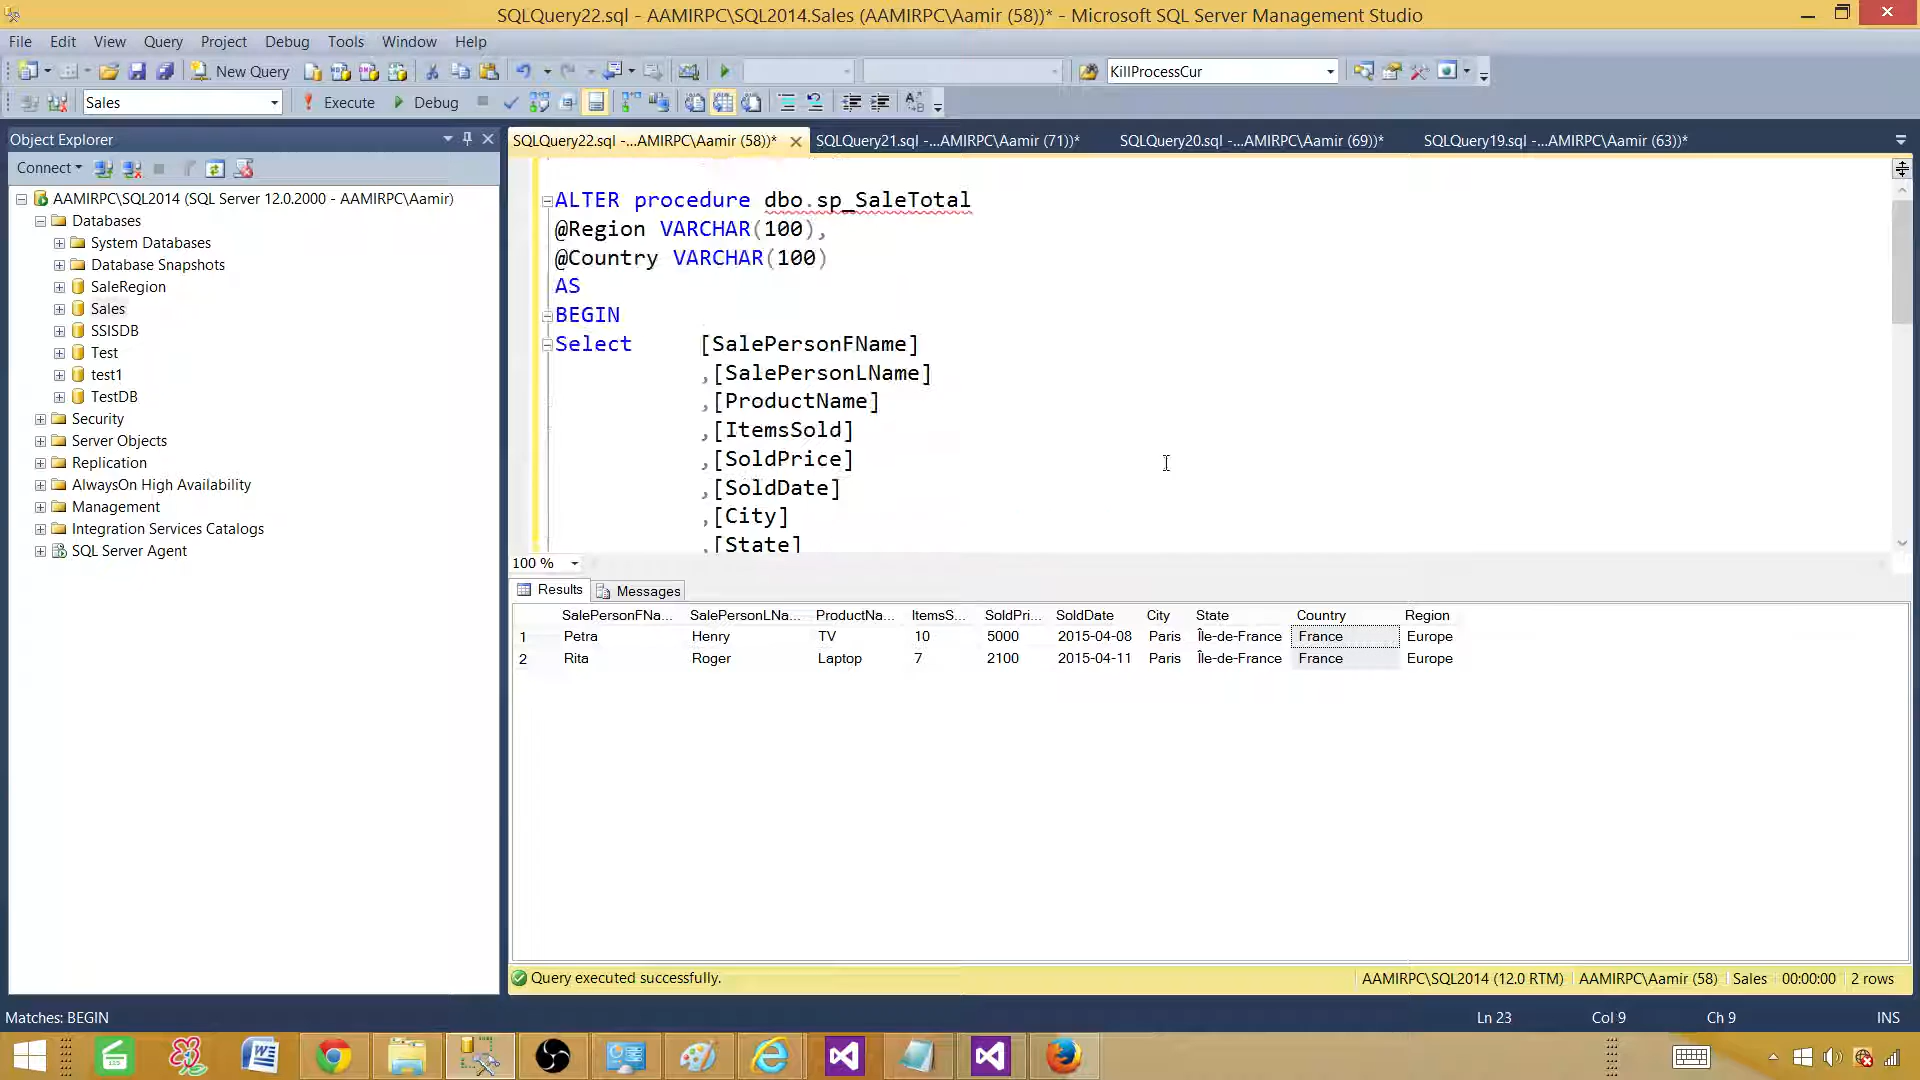 SQLQuery22.sql - AAMIRPC\SQL2014.Sales (AAMIRPC\Aamir (58))* - Microsoft SQL Server Management Studio
File Edit View Query Project Debug Tools Window Help
New Query KillProcessCur
Sales Execute Debug
Object Explorer
SQLQuery22.sql -...AMIRPC\Aamir (58))* SQLQuery21.sql -...AMIRPC\Aamir (71))* SQLQuery20.sql -...AMIRPC\Aamir (69))* SQLQuery19.sql -...AMIRPC\Aamir (63))*
Connect
AAMIRPC\SQL2014 (SQL Server 12.0.2000 - AAMIRPC\Aamir)
Databases
System Databases
Database Snapshots
SaleRegion
Sales
SSISDB
Test
test1
TestDB
Security
Server Objects
Replication
AlwaysOn High Availability
Management
Integration Services Catalogs
SQL Server Agent
ALTER procedure dbo.sp_SaleTotal
@Region VARCHAR(100),
@Country VARCHAR(100)
AS
BEGIN
Select [SalePersonFName]
,[SalePersonLName]
,[ProductName]
,[ItemsSold]
,[SoldPrice]
,[SoldDate]
,[City]
,[State]
100 %
Results Messages
SalePersonFNa... SalePersonLNa... ProductNa... ItemsS... SoldPri... SoldDate City State Country Region
1 Petra Henry TV 10 5000 2015-04-08 Paris Île-de-France France Europe
2 Rita Roger Laptop 7 2100 2015-04-11 Paris Île-de-France France Europe
Query executed successfully. AAMIRPC\SQL2014 (12.0 RTM) AAMIRPC\Aamir (58) Sales 00:00:00 2 rows
Matches: BEGIN Ln 23 Col 9 Ch 9 INS